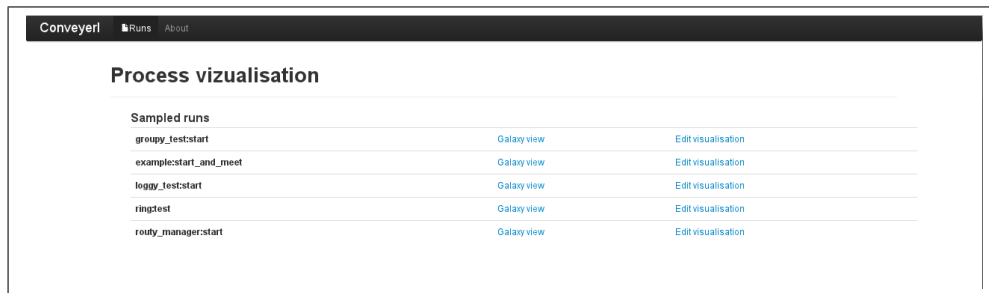 Conveyerl Runs About
Process vizualisation
Sampled runs
groupy_test:start Galaxy view Edit visualisation
example:start_and_meet Galaxy view Edit visualisation
loggy_test:start Galaxy view Edit visualisation
ring:test Galaxy view Edit visualisation
routy_manager:start Galaxy view Edit visualisation